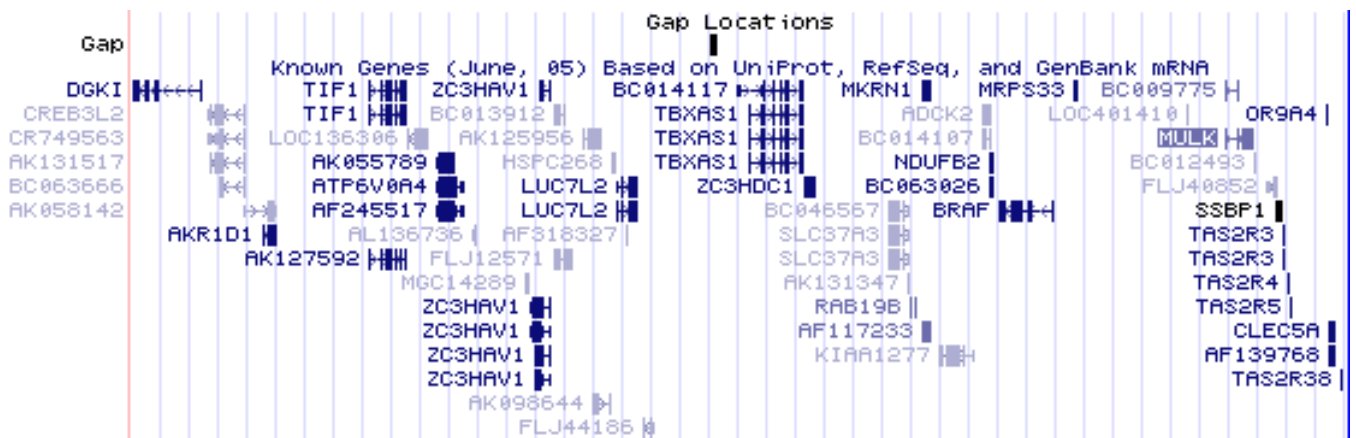 Gap Locations
Gap
Known Genes (June, 05) Based on UniProt, RefSeq, and GenBank mRNA
DGKI TIF1 ZC3HAV1 BC014117 MKRN1 MRPS33 BC009775
CREB3L2 TIF1 BC013912 TBXAS1 ADCK2 LOC401410 OR9A4
CR749563 LOC136306 AK125956 TBXAS1 BC014107 MULK
AK131517 AK055789 HSPC268 TBXAS1 NDUFB2 BC012493
BC063666 ATP6V0A4 LUC7L2 ZC3HDC1 BC063026 FLJ40852
AK058142 AF245517 LUC7L2 BC046567 BRAF SSBP1
AKR1D1 AL136736 AF318327 SLC37A3 TAS2R3
AK127592 FLJ12571 SLC37A3 TAS2R3
MGC14289 AK131347 TAS2R4
ZC3HAV1 RAB19B TAS2R5
ZC3HAV1 AF117233 CLEC5A
ZC3HAV1 KIAA1277 AF139768
ZC3HAV1 TAS2R38
AK098644
FLJ44186